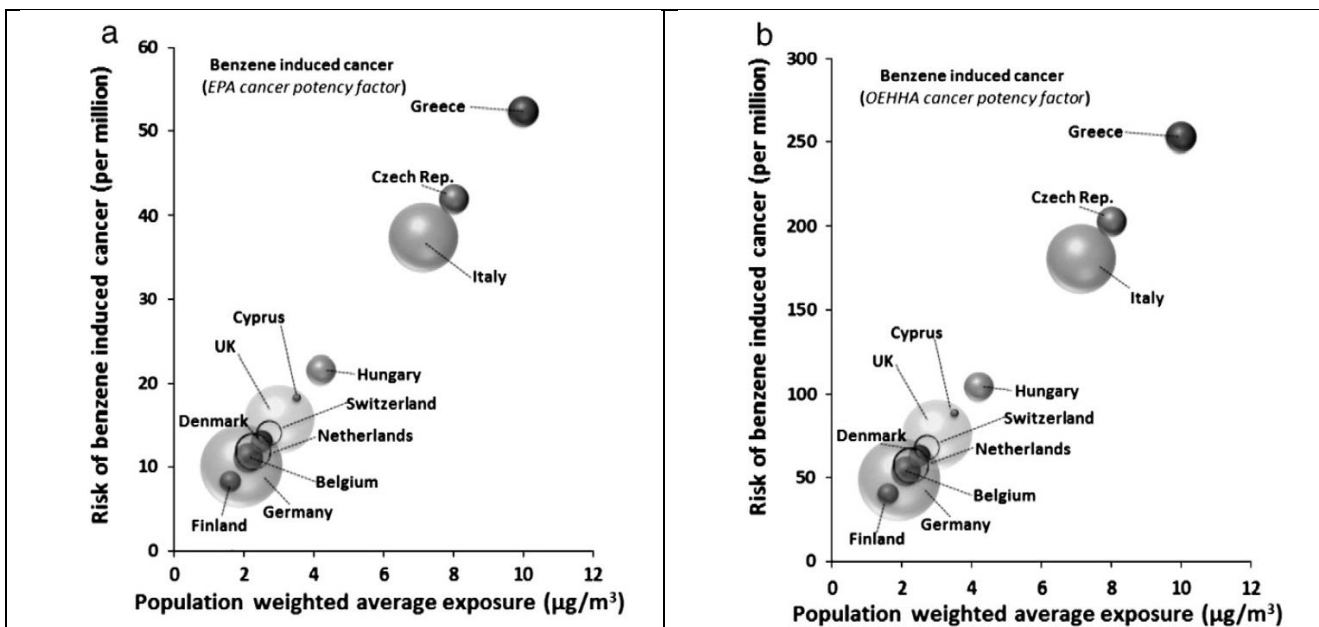 a
60
50
40
30
20
10
0
Risk of benzene induced cancer (per million)
Benzene induced cancer
(EPA cancer potency factor)
Greece
Czech Rep.
Italy
Cyprus
UK
Hungary
Switzerland
Denmark
Netherlands
Belgium
Germany
Finland
0 2 4 6 8 10 12
Population weighted average exposure (µg/m³)
b
300
250
200
150
100
50
0
Risk of benzene induced cancer (per million)
Benzene induced cancer
(OEHHA cancer potency factor)
Greece
Czech Rep.
Italy
Cyprus
UK
Hungary
Switzerland
Denmark
Netherlands
Belgium
Germany
Finland
0 2 4 6 8 10 12
Population weighted average exposure (µg/m³)